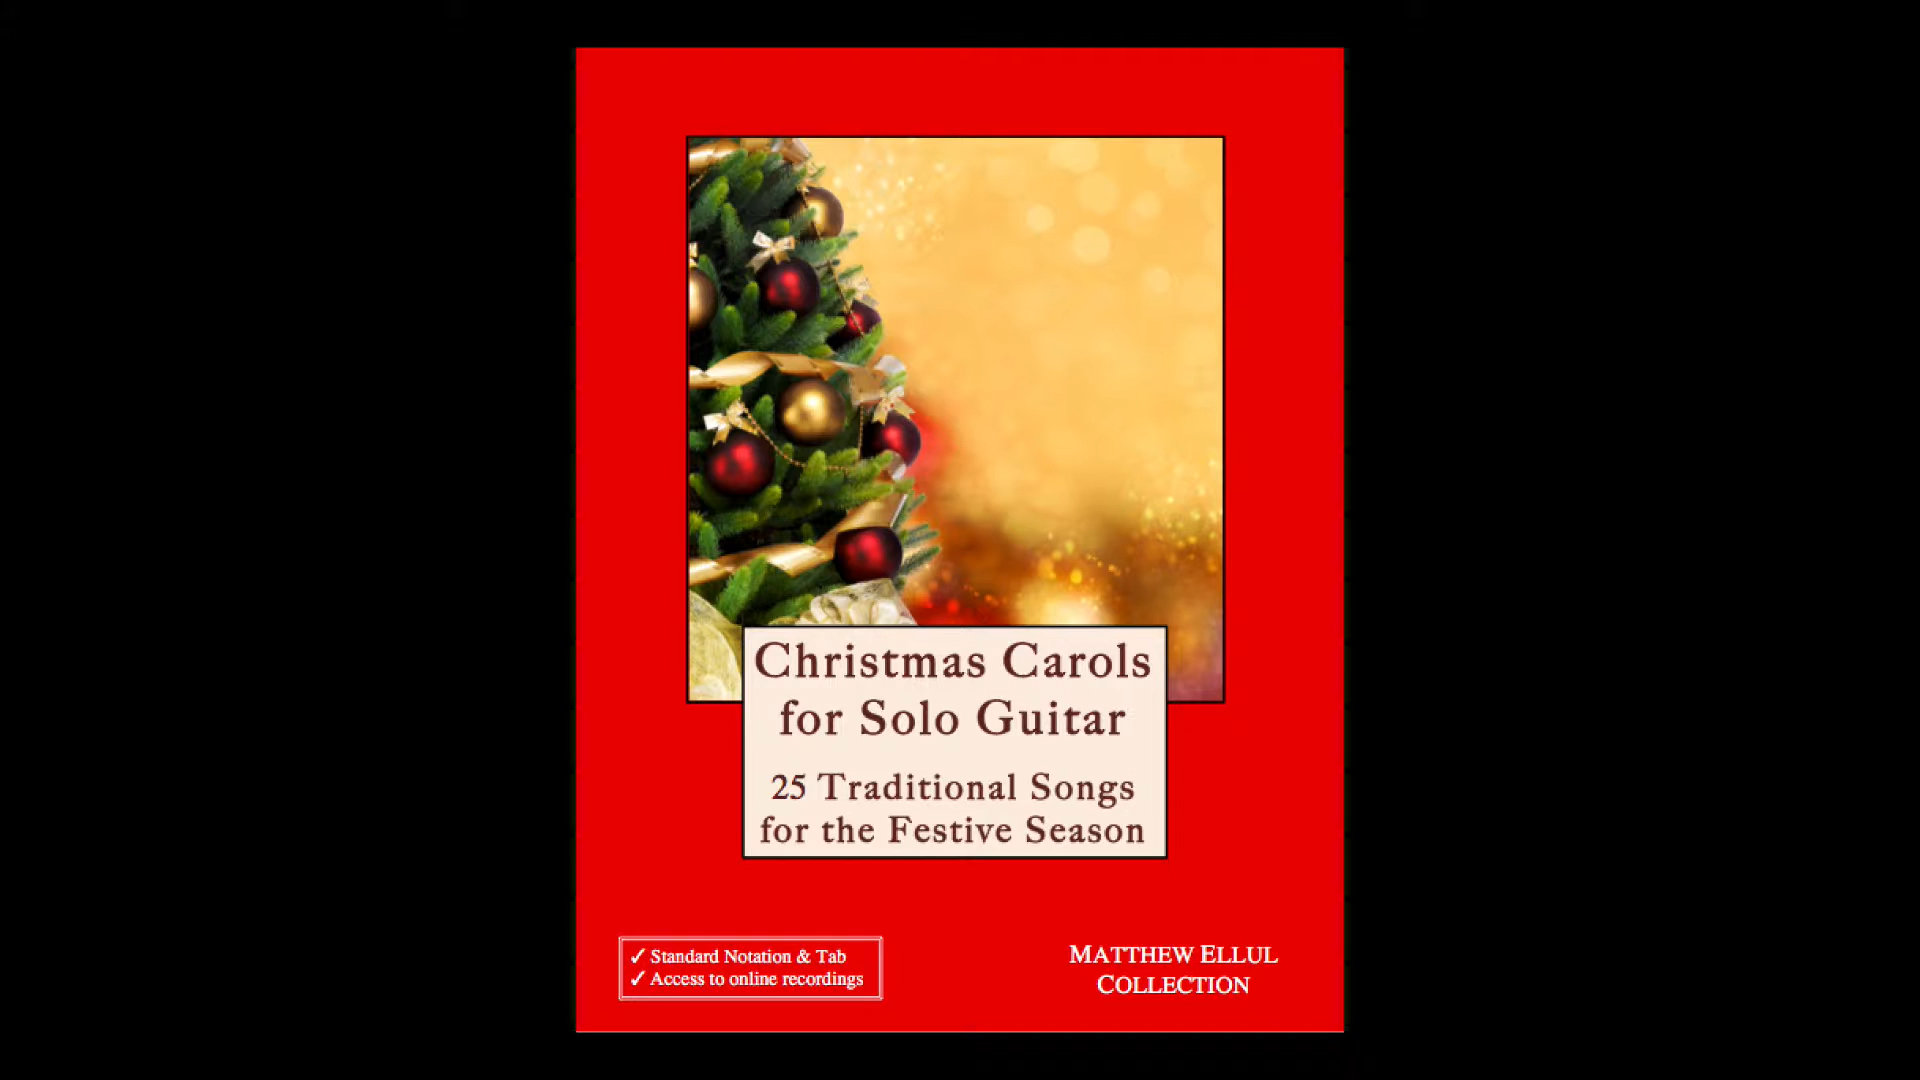 Christmas Carols
for Solo Guitar
25 Traditional Songs
for the Festive Season
✓ Standard Notation & Tab
✓ Access to online recordings
MATTHEW ELLUL
COLLECTION